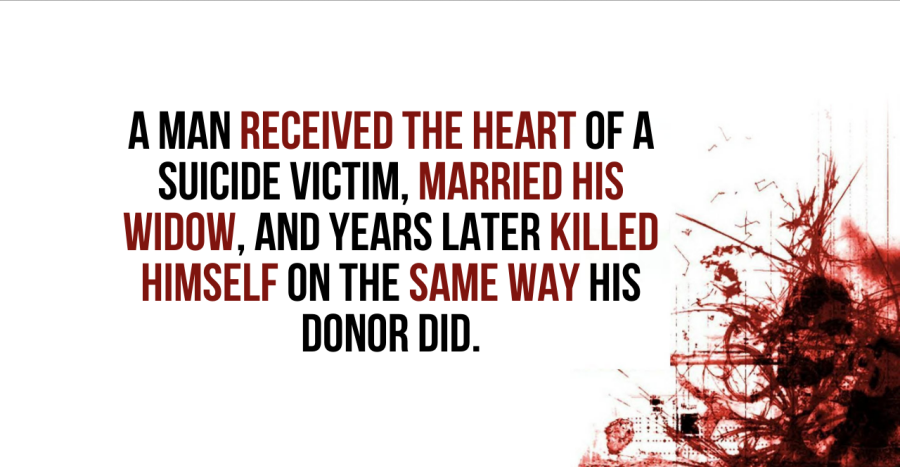 A MAN RECEIVED THE HEART OF A
SUICIDE VICTIM, MARRIED HIS
WIDOW, AND YEARS LATER KILLED
HIMSELF ON THE SAME WAY HIS
DONOR DID.